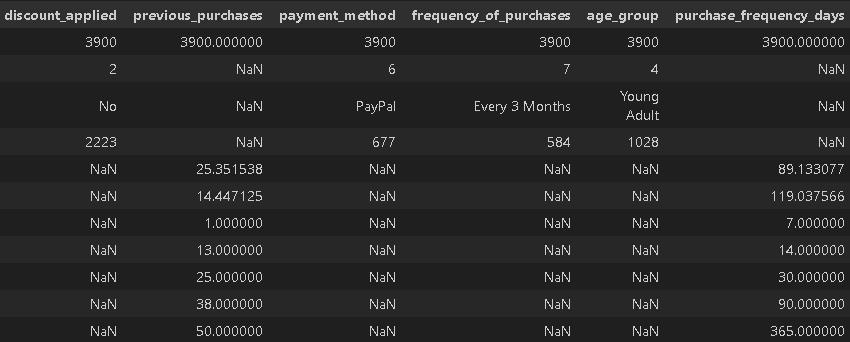 discount_applied previous_purchases payment_method frequency_of_purchases age_group purchase_frequency_days
3900 3900.000000 3900 3900 3900 3900.000000
2 NaN 6 7 4 NaN
No NaN PayPal Every 3 Months Young Adult NaN
2223 NaN 677 584 1028 NaN
NaN 25.351538 NaN NaN NaN 89.133077
NaN 14.447125 NaN NaN NaN 119.037566
NaN 1.000000 NaN NaN NaN 7.000000
NaN 13.000000 NaN NaN NaN 14.000000
NaN 25.000000 NaN NaN NaN 30.000000
NaN 38.000000 NaN NaN NaN 90.000000
NaN 50.000000 NaN NaN NaN 365.000000